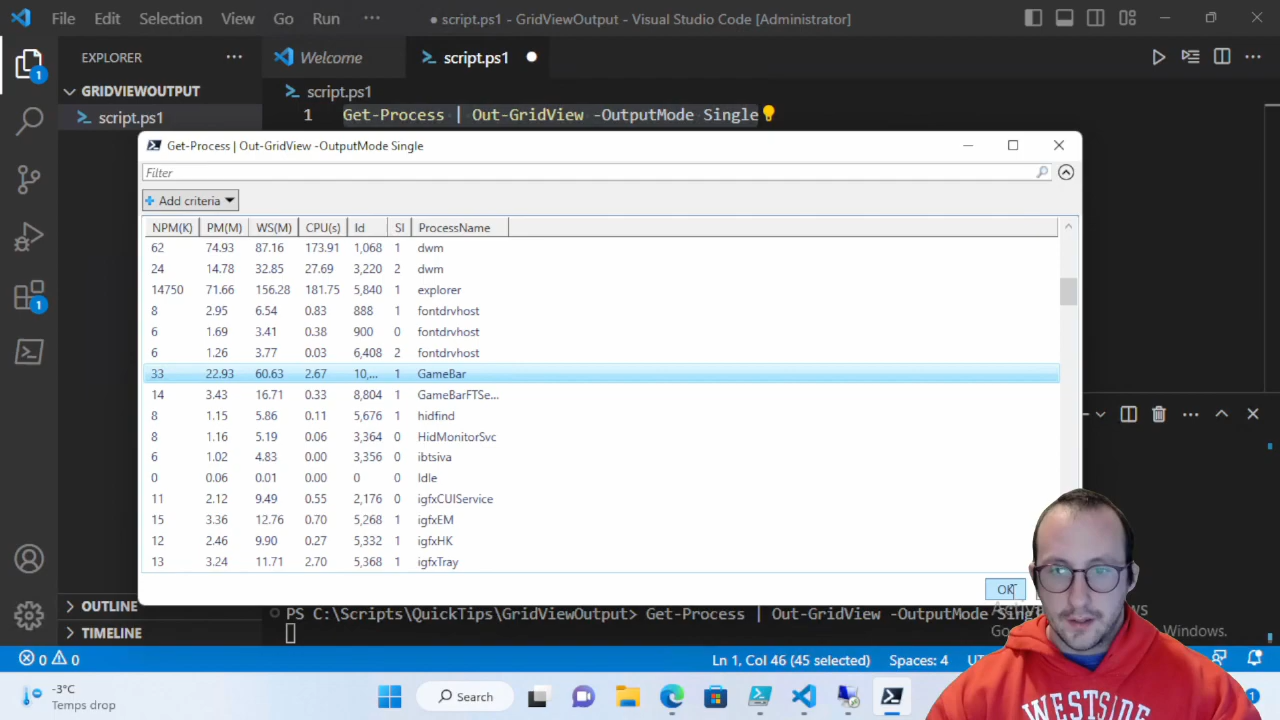 File Edit Selection View Go Run ··· ● script.ps1 - GridViewOutput - Visual Studio Code [Administrator]
EXPLORER ··· Welcome script.ps1 ●
GRIDVIEWOUTPUT script.ps1
script.ps1 1 Get-Process | Out-GridView -OutputMode Single
Get-Process | Out-GridView -OutputMode Single
Filter
Add criteria
NPM(K) PM(M) WS(M) CPU(s) Id SI ProcessName
62 74.93 87.16 173.91 1,068 1 dwm
24 14.78 32.85 27.69 3,220 2 dwm
14750 71.66 156.28 181.75 5,840 1 explorer
8 2.95 6.54 0.83 888 1 fontdrvhost
6 1.69 3.41 0.38 900 0 fontdrvhost
6 1.26 3.77 0.03 6,408 2 fontdrvhost
33 22.93 60.63 2.67 10,... 1 GameBar
14 3.43 16.71 0.33 8,804 1 GameBarFTSe...
8 1.15 5.86 0.11 5,676 1 hidfind
8 1.16 5.19 0.06 3,364 0 HidMonitorSvc
6 1.02 4.83 0.00 3,356 0 ibtsiva
0 0.06 0.01 0.00 0 0 Idle
11 2.12 9.49 0.55 2,176 0 igfxCUIService
15 3.36 12.76 0.70 5,268 1 igfxEM
12 2.46 9.90 0.27 5,332 1 igfxHK
13 3.24 11.71 2.70 5,368 1 igfxTray
OK
OUTLINE
TIMELINE
PS C:\Scripts\QuickTips\GridViewOutput> Get-Process | Out-GridView -OutputMode
Windows.
0 0 Ln 1, Col 46 (45 selected) Spaces: 4
-3°C
Temps drop
Search
WESTSIDE